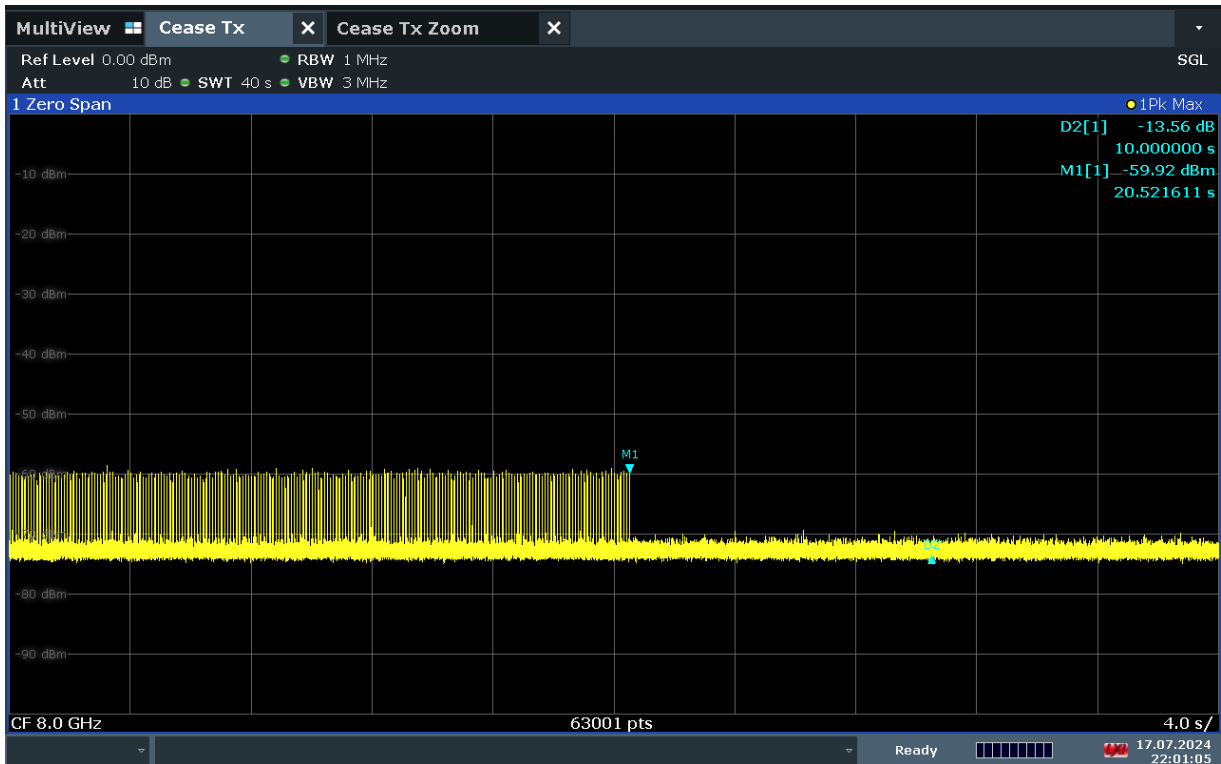 MultiView Cease Tx X Cease Tx Zoom X
Ref Level 0.00 dBm RBW 1 MHz SGL
Att 10 dB SWT 40 s VBW 3 MHz
1 Zero Span 1Pk Max
D2[1] -13.56 dB
10.000000 s
M1[1] -59.92 dBm
20.521611 s
-10 dBm
-20 dBm
-30 dBm
-40 dBm
-50 dBm
M1
D2
-80 dBm
-90 dBm
CF 8.0 GHz 63001 pts 4.0 s/
Ready 17.07.2024
22:01:05